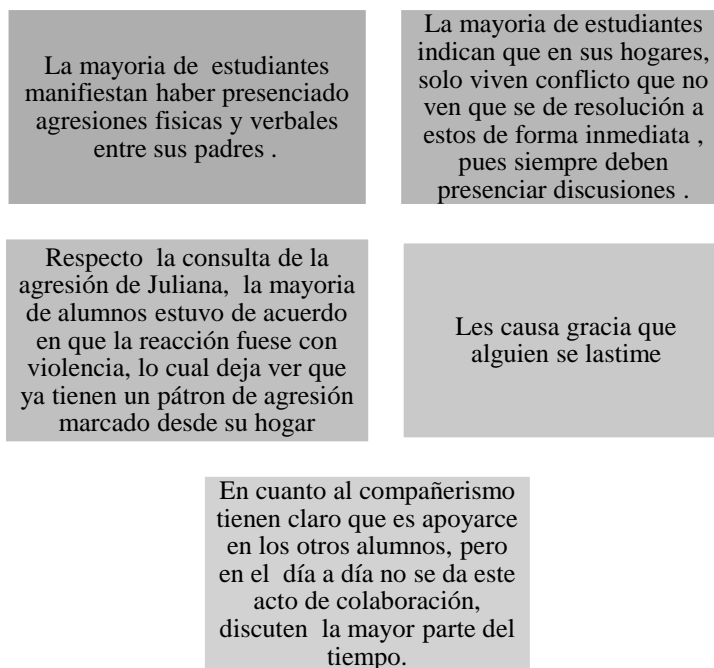 La mayoria de estudiantes
manifiestan haber presenciado
agresiones fisicas y verbales
entre sus padres .
La mayoria de estudiantes
indican que en sus hogares,
solo viven conflicto que no
ven que se de resolución a
estos de forma inmediata ,
pues siempre deben
presenciar discusiones .
Respecto la consulta de la
agresión de Juliana, la mayoria
de alumnos estuvo de acuerdo
en que la reacción fuese con
violencia, lo cual deja ver que
ya tienen un pátron de agresión
marcado desde su hogar
Les causa gracia que
alguien se lastime
En cuanto al compañerismo
tienen claro que es apoyarce
en los otros alumnos, pero
en el día a día no se da este
acto de colaboración,
discuten la mayor parte del
tiempo.